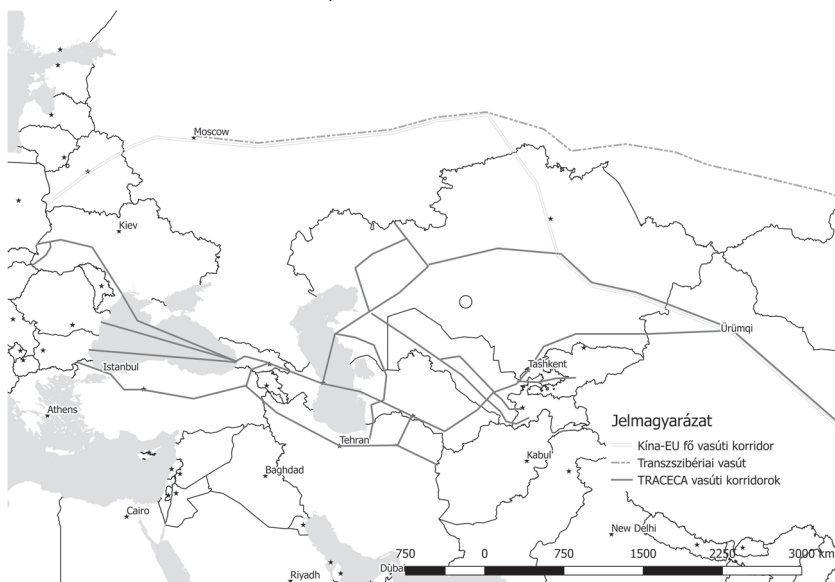 Moscow
Kiev
Ürümqi
Istanbul
Tashkent
Athens
Tehran
Kabul
Baghdad
Cairo
New Delhi
Riyadh
Dubai
Jelmagyarázat
Kína-EU fő vasúti korridor
Transzszibériai vasút
TRACECA vasúti korridorok
750 0 750 1500 2250 3000 km